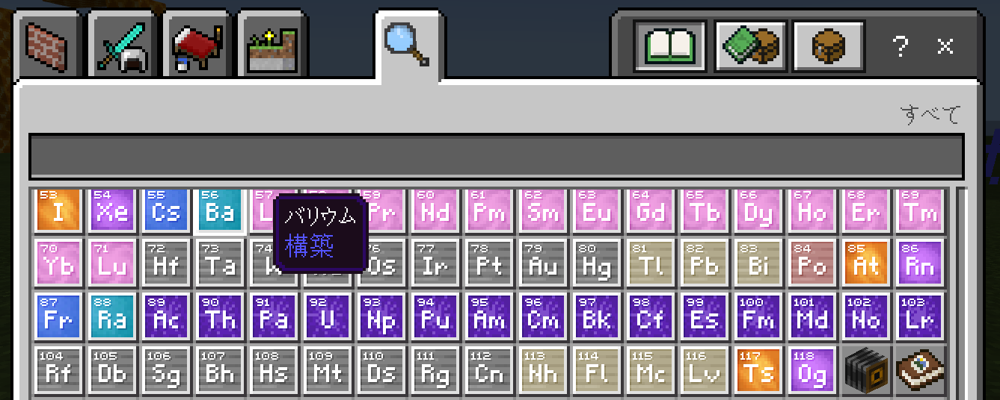 ? ×
すべて
53 I 54 Xe 55 Cs 56 Ba 57 59 Pr 60 Nd 61 Pm 62 Sm 63 Eu 64 Gd 65 Tb 66 Dy 67 Ho 68 Er 69 Tm
バリウム
構築
70 Yb 71 Lu 72 Hf 73 Ta 74 W 76 Os 77 Ir 78 Pt 79 Au 80 Hg 81 Tl 82 Pb 83 Bi 84 Po 85 At 86 Rn
87 Fr 88 Ra 89 Ac 90 Th 91 Pa 92 U 93 Np 94 Pu 95 Am 96 Cm 97 Bk 98 Cf 99 Es 100 Fm 101 Md 102 No 103 Lr
104 Rf 105 Db 106 Sg 107 Bh 108 Hs 109 Mt 110 Ds 111 Rg 112 Cn 113 Nh 114 Fl 115 Mc 116 Lv 117 Ts 118 Og